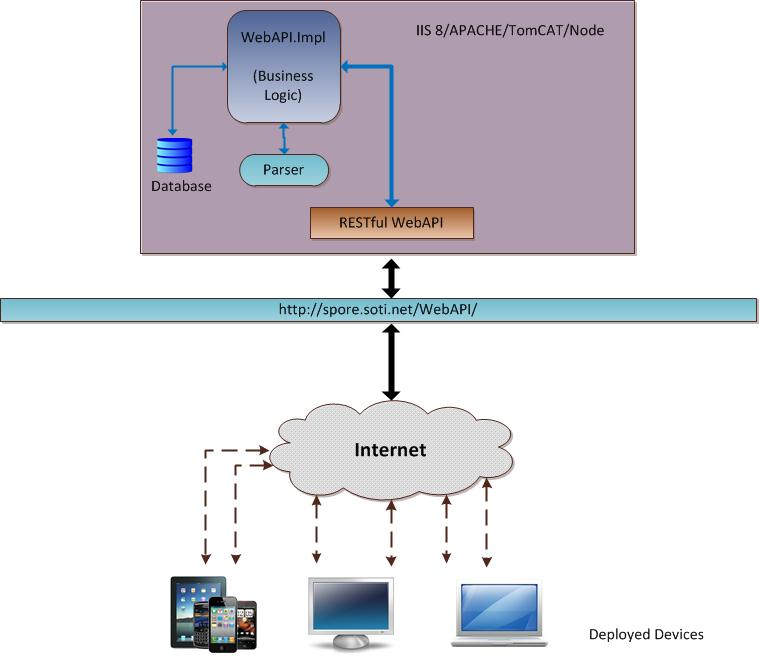 IIS 8/APACHE/TomCAT/Node
WebAPI.Impl
(Business
Logic)
Parser
Database
RESTful WebAPI
http://spore.soti.net/WebAPI/
Internet
Deployed Devices